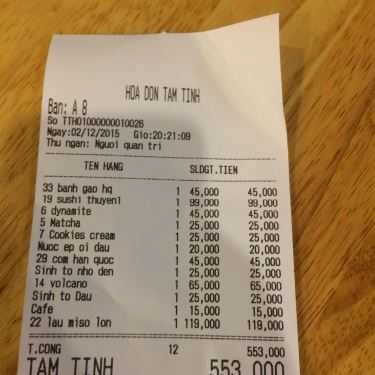 HOA DON TAM TINH
Ban: A 8
So TTH01000000010026
Ngay:02/12/2015 Gio:20:21:09
Thu ngan: Nguoi quan tri
TEN HANG SLDGT.TIEN
33 banh gao hq 1 45,000 45,000
19 sushi thuyen1 1 99,000 99,000
6 dynamite 1 45,000 45,000
5 Matcha 1 25,000 25,000
7 Cookies cream 1 25,000 25,000
Nuoc ep oi dau 1 20,000 20,000
29 com han quoc 1 45,000 45,000
Sinh to nho den 1 25,000 25,000
14 volcano 1 65,000 65,000
Sinh to Dau 1 25,000 25,000
Cafe 1 15,000 15,000
22 lau miso lon 1 119,000 119,000
T.CONG 12 553,000
TAM TINH 553,000